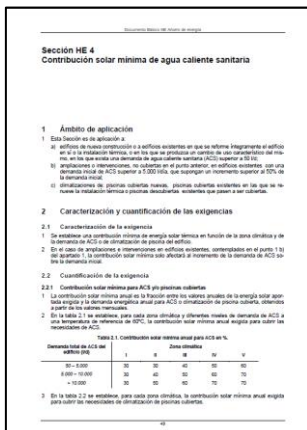 Documento Básico HE Ahorro de energía
Sección HE 4
Contribución solar mínima de agua caliente sanitaria
1 Ámbito de aplicación
1 Esta Sección es de aplicación a:
a) edificios de nueva construcción o a edificios existentes en que se reforme íntegramente el edificio
en sí o la instalación térmica, o en los que se produzca un cambio de uso característico del mis-
mo, en los que exista una demanda de agua caliente sanitaria (ACS) superior a 50 l/d;
b) ampliaciones o intervenciones, no cubiertas en el punto anterior, en edificios existentes con una
demanda inicial de ACS superior a 5.000 l/día, que supongan un incremento superior al 50% de
la demanda inicial;
c) climatizaciones de: piscinas cubiertas nuevas, piscinas cubiertas existentes en las que se re-
nueve la instalación térmica o piscinas descubiertas existentes que pasen a ser cubiertas.
2 Caracterización y cuantificación de las exigencias
2.1 Caracterización de la exigencia
1 Se establece una contribución mínima de energía solar térmica en función de la zona climática y de
la demanda de ACS o de climatización de piscina del edificio.
2 En el caso de ampliaciones e intervenciones en edificios existentes, contemplados en el punto 1 b)
del apartado 1, la contribución solar mínima solo afectará al incremento de la demanda de ACS so-
bre la demanda inicial.
2.2 Cuantificación de la exigencia
2.2.1 Contribución solar mínima para ACS y/o piscinas cubiertas
1 La contribución solar mínima anual es la fracción entre los valores anuales de la energía solar apor-
tada exigida y la demanda energética anual para ACS o climatización de piscina cubierta, obtenidos
a partir de los valores mensuales.
2 En la tabla 2.1 se establece, para cada zona climática y diferentes niveles de demanda de ACS a
una temperatura de referencia de 60ºC, la contribución solar mínima anual exigida para cubrir las
necesidades de ACS.
Tabla 2.1. Contribución solar mínima anual para ACS en %.
Demanda total de ACS del edificio (l/d) Zona climática
I II III IV V
50 – 5.000 30 30 40 50 60
5.000 – 10.000 30 40 50 60 70
> 10.000 30 50 60 70 70
3 En la tabla 2.2 se establece, para cada zona climática, la contribución solar mínima anual exigida
para cubrir las necesidades de climatización de piscinas cubiertas.